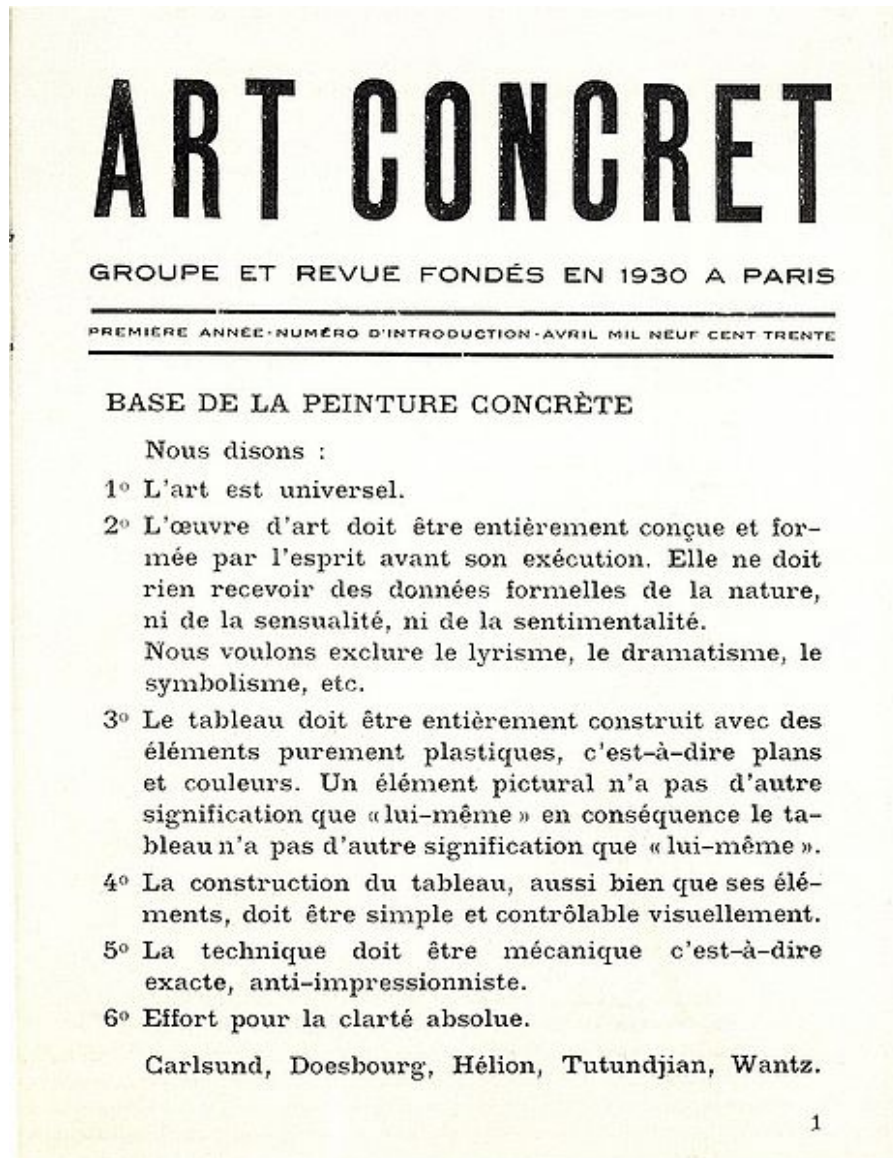 ART CONCRET
GROUPE ET REVUE FONDÉS EN 1930 A PARIS
PREMIÈRE ANNÉE·NUMÉRO D'INTRODUCTION·AVRIL MIL NEUF CENT TRENTE
BASE DE LA PEINTURE CONCRÈTE
Nous disons :
1º L'art est universel.
2º L'œuvre d'art doit être entièrement conçue et for-
mée par l'esprit avant son exécution. Elle ne doit
rien recevoir des données formelles de la nature,
ni de la sensualité, ni de la sentimentalité.
Nous voulons exclure le lyrisme, le dramatisme, le
symbolisme, etc.
3º Le tableau doit être entièrement construit avec des
éléments purement plastiques, c'est-à-dire plans
et couleurs. Un élément pictural n'a pas d'autre
signification que « lui-même » en conséquence le ta-
bleau n'a pas d'autre signification que « lui-même ».
4º La construction du tableau, aussi bien que ses élé-
ments, doit être simple et contrôlable visuellement.
5º La technique doit être mécanique c'est-à-dire
exacte, anti-impressionniste.
6º Effort pour la clarté absolue.
Carlsund, Doesbourg, Hélion, Tutundjian, Wantz.
1